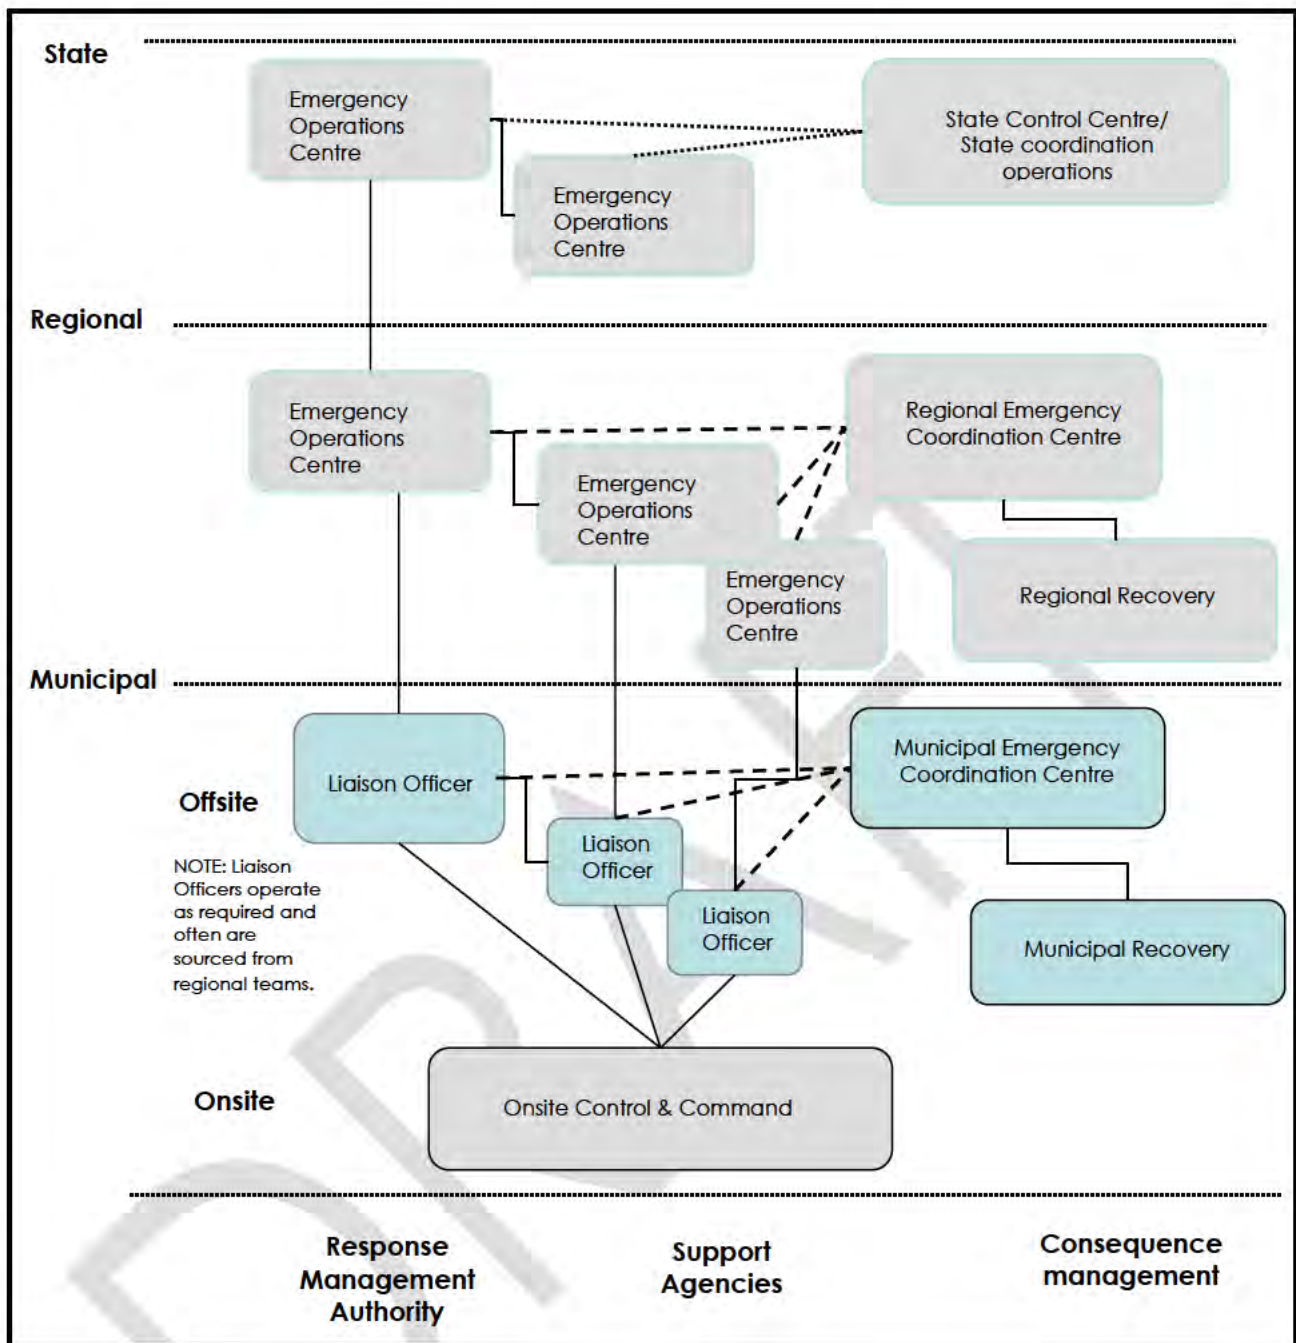 State
Emergency
Operations
Centre
State Control Centre/
State coordination
operations
Emergency
Operations
Centre
Regional
Emergency
Operations
Centre
Regional Emergency
Coordination Centre
Emergency
Operations
Centre
Emergency
Operations
Centre
Regional Recovery
Municipal
Liaison Officer
Municipal Emergency
Coordination Centre
Offsite
NOTE: Liaison
Officers operate
as required and
often are
sourced from
regional teams.
Liaison
Officer
Liaison
Officer
Municipal Recovery
Onsite
Onsite Control & Command
Response
Management
Authority
Support
Agencies
Consequence
management
DRAFT